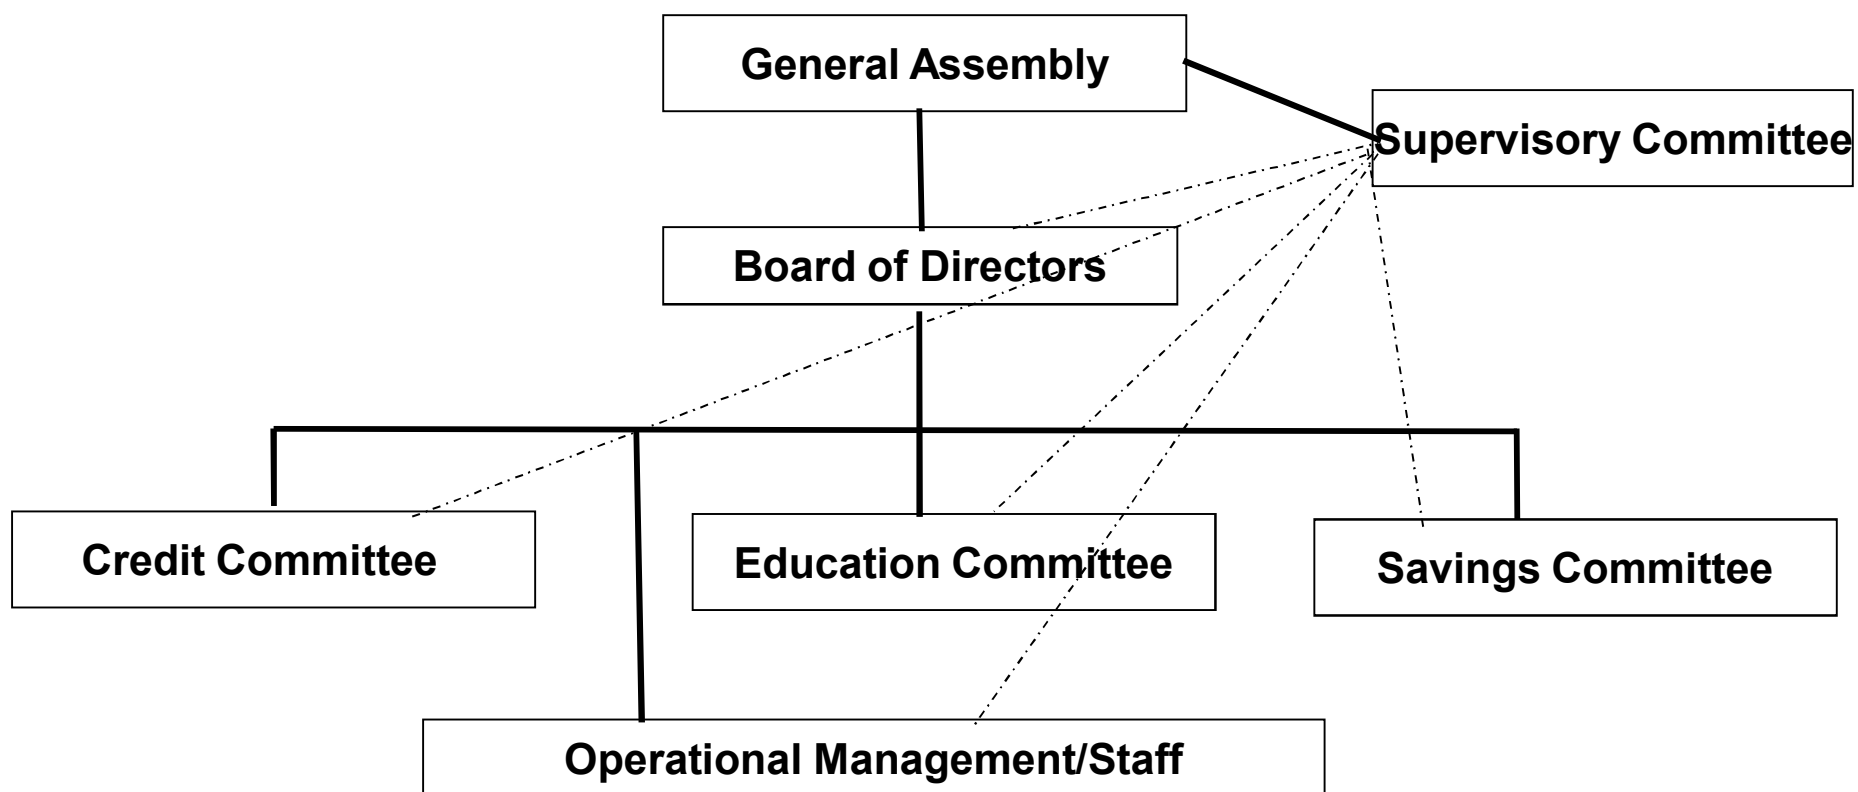 General Assembly
Supervisory Committee
Board of Directors
Credit Committee
Education Committee
Savings Committee
Operational Management/Staff